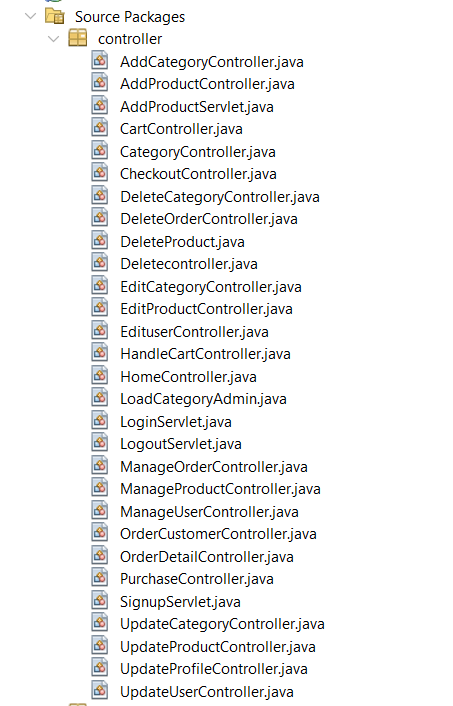 Source Packages
controller
AddCategoryController.java
AddProductController.java
AddProductServlet.java
CartController.java
CategoryController.java
CheckoutController.java
DeleteCategoryController.java
DeleteOrderController.java
DeleteProduct.java
Deletecontroller.java
EditCategoryController.java
EditProductController.java
EdituserController.java
HandleCartController.java
HomeController.java
LoadCategoryAdmin.java
LoginServlet.java
LogoutServlet.java
ManageOrderController.java
ManageProductController.java
ManageUserController.java
OrderCustomerController.java
OrderDetailController.java
PurchaseController.java
SignupServlet.java
UpdateCategoryController.java
UpdateProductController.java
UpdateProfileController.java
UpdateUserController.java